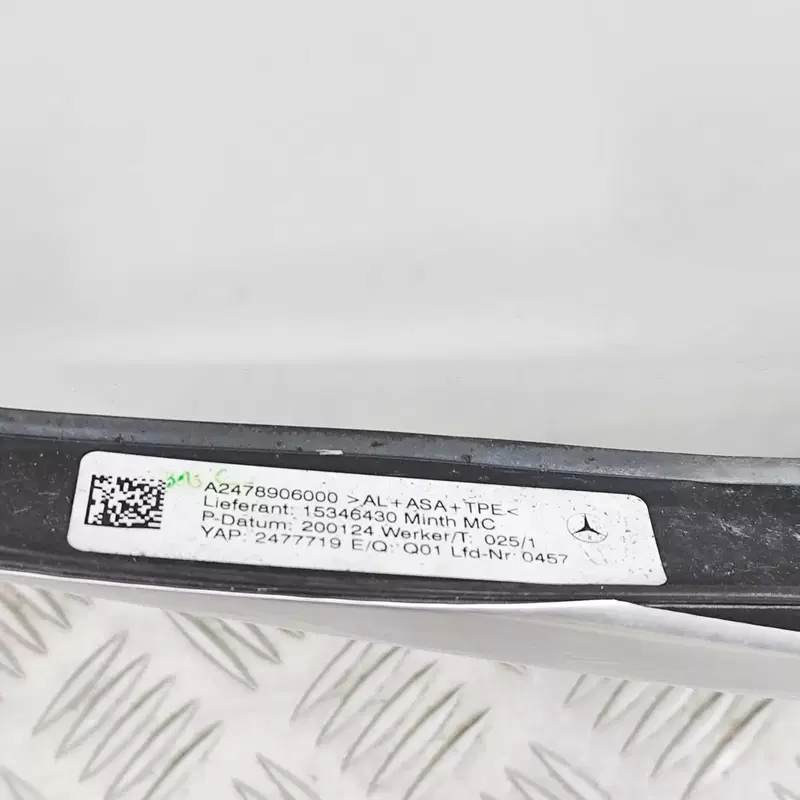 A2478906000 >AL+ASA+TPE<
Lieferant: 15346430 Minth MC
P-Datum: 200124 Werker/T: 025/1
YAP: 2477719 E/Q: Q01 Lfd-Nr: 0457